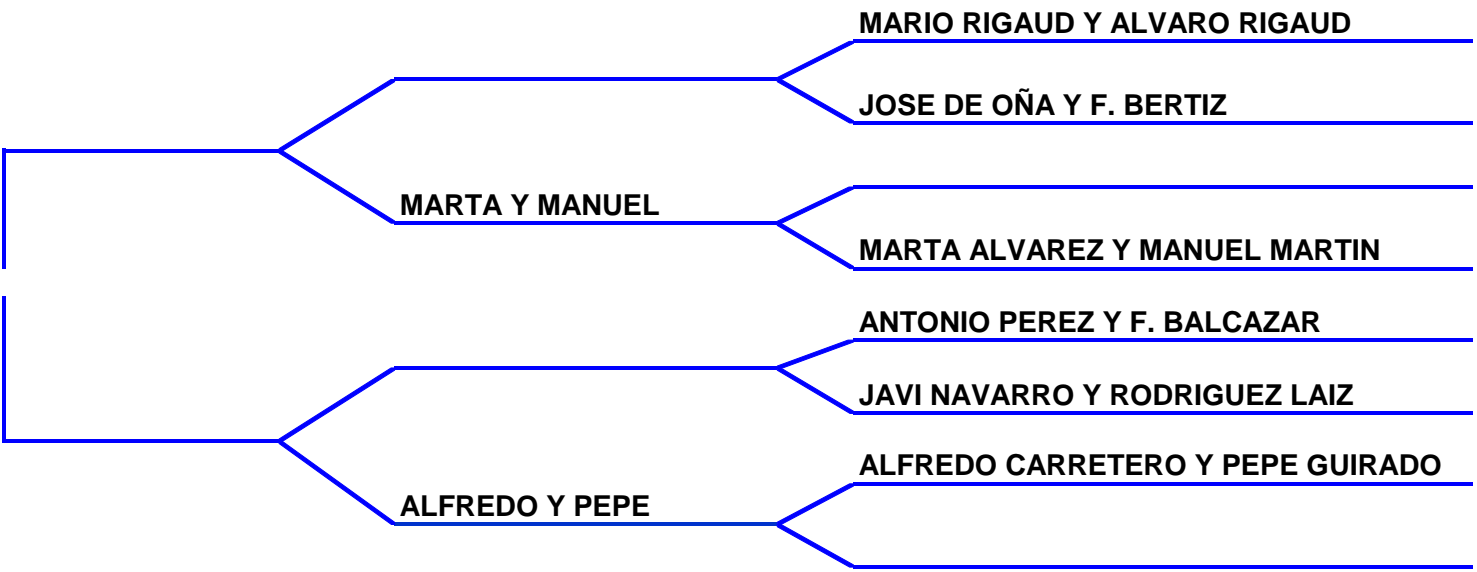 MARIO RIGAUD Y ALVARO RIGAUD
JOSE DE OÑA Y F. BERTIZ
MARTA Y MANUEL
MARTA ALVAREZ Y MANUEL MARTIN
ANTONIO PEREZ Y F. BALCAZAR
JAVI NAVARRO Y RODRIGUEZ LAIZ
ALFREDO CARRETERO Y PEPE GUIRADO
ALFREDO Y PEPE